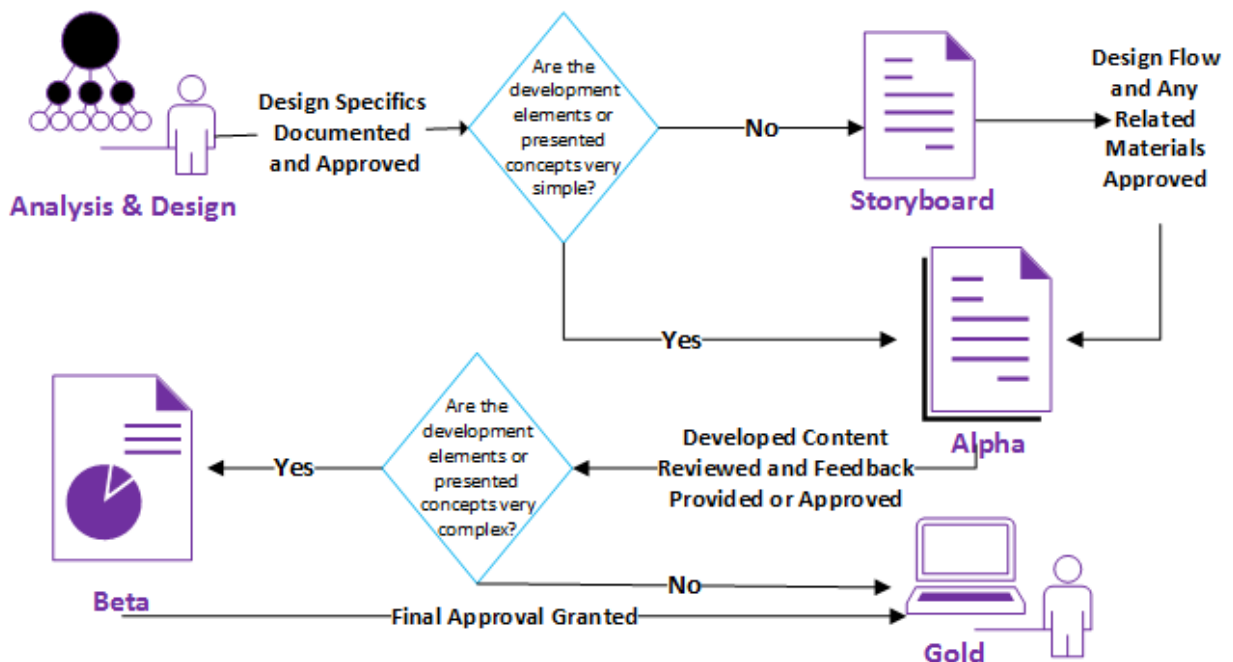 Analysis & Design
Design Specifics
Documented
and Approved
Are the
development
elements or
presented
concepts very
simple?
No
Storyboard
Design Flow
and Any
Related
Materials
Approved
Yes
Alpha
Developed Content
Reviewed and Feedback
Provided or Approved
Are the
development
elements or
presented
concepts very
complex?
Yes
Beta
No
Final Approval Granted
Gold